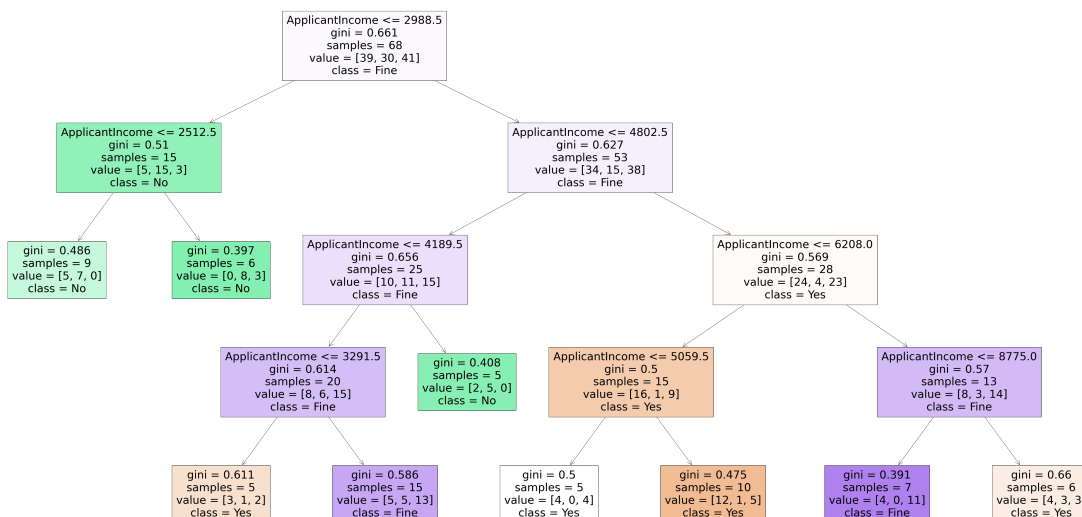 ApplicantIncome <= 2988.5
gini = 0.661
samples = 68
value = [39, 30, 41]
class = Fine
ApplicantIncome <= 2512.5
gini = 0.51
samples = 15
value = [5, 15, 3]
class = No
ApplicantIncome <= 4802.5
gini = 0.627
samples = 53
value = [34, 15, 38]
class = Fine
gini = 0.486
samples = 9
value = [5, 7, 0]
class = No
gini = 0.397
samples = 6
value = [0, 8, 3]
class = No
ApplicantIncome <= 4189.5
gini = 0.656
samples = 25
value = [10, 11, 15]
class = Fine
ApplicantIncome <= 6208.0
gini = 0.569
samples = 28
value = [24, 4, 23]
class = Yes
ApplicantIncome <= 3291.5
gini = 0.614
samples = 20
value = [8, 6, 15]
class = Fine
gini = 0.408
samples = 5
value = [2, 5, 0]
class = No
ApplicantIncome <= 5059.5
gini = 0.5
samples = 15
value = [16, 1, 9]
class = Yes
ApplicantIncome <= 8775.0
gini = 0.57
samples = 13
value = [8, 3, 14]
class = Fine
gini = 0.611
samples = 5
value = [3, 1, 2]
class = Yes
gini = 0.586
samples = 15
value = [5, 5, 13]
class = Fine
gini = 0.5
samples = 5
value = [4, 0, 4]
class = Yes
gini = 0.475
samples = 10
value = [12, 1, 5]
class = Yes
gini = 0.391
samples = 7
value = [4, 0, 11]
class = Fine
gini = 0.66
samples = 6
value = [4, 3, 3
class = Yes